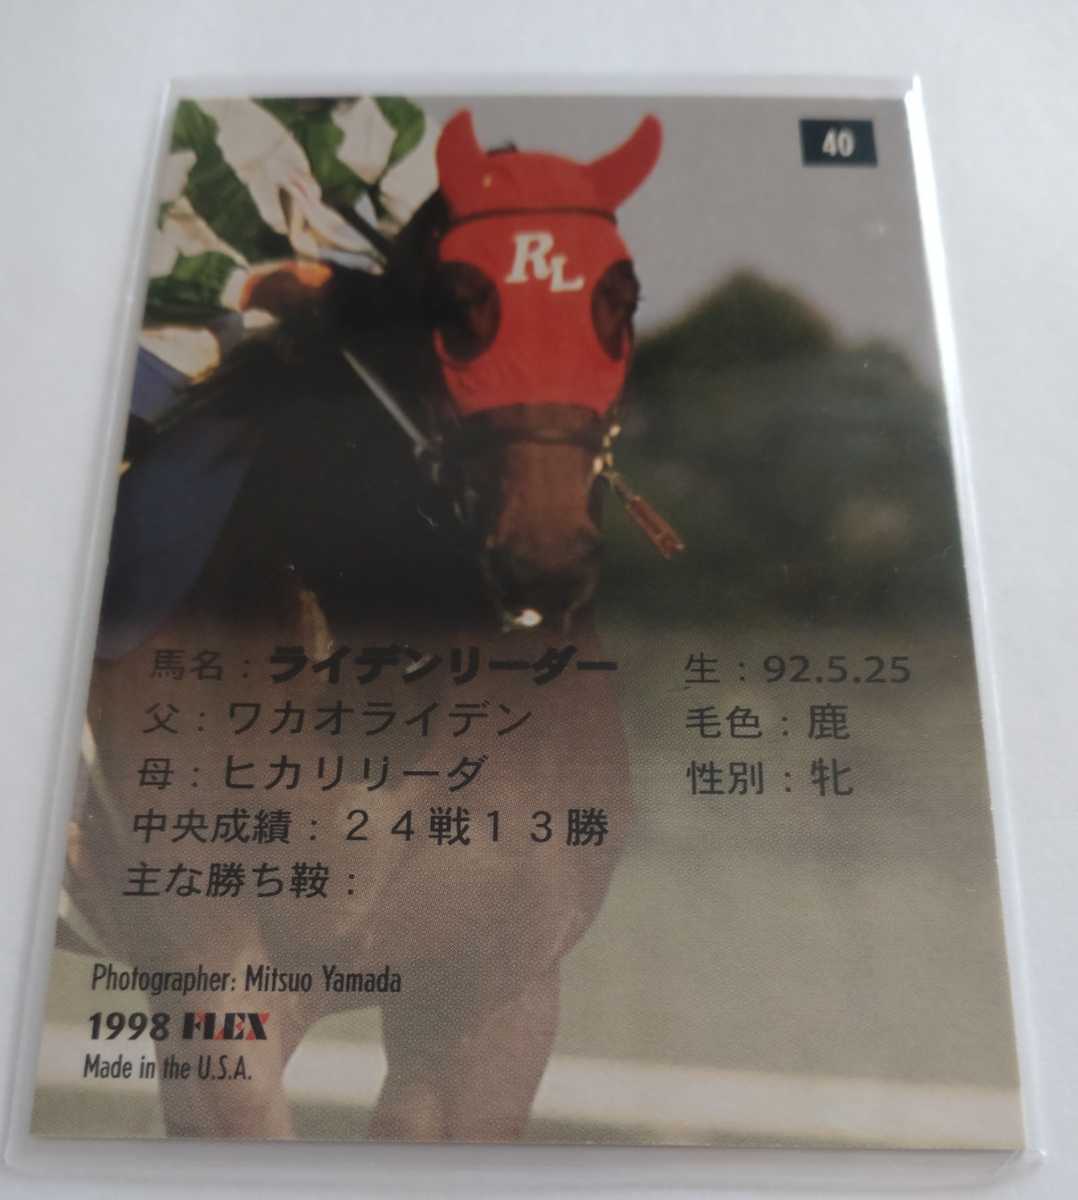 40
RL
馬名：ライデンリーダー 生：92.5.25
父：ワカオライデン 毛色：鹿
母：ヒカリリーダ 性別：牝
中央成績：２４戦１３勝
主な勝ち鞍：
Photographer: Mitsuo Yamada
1998 FLEX
Made in the U.S.A.